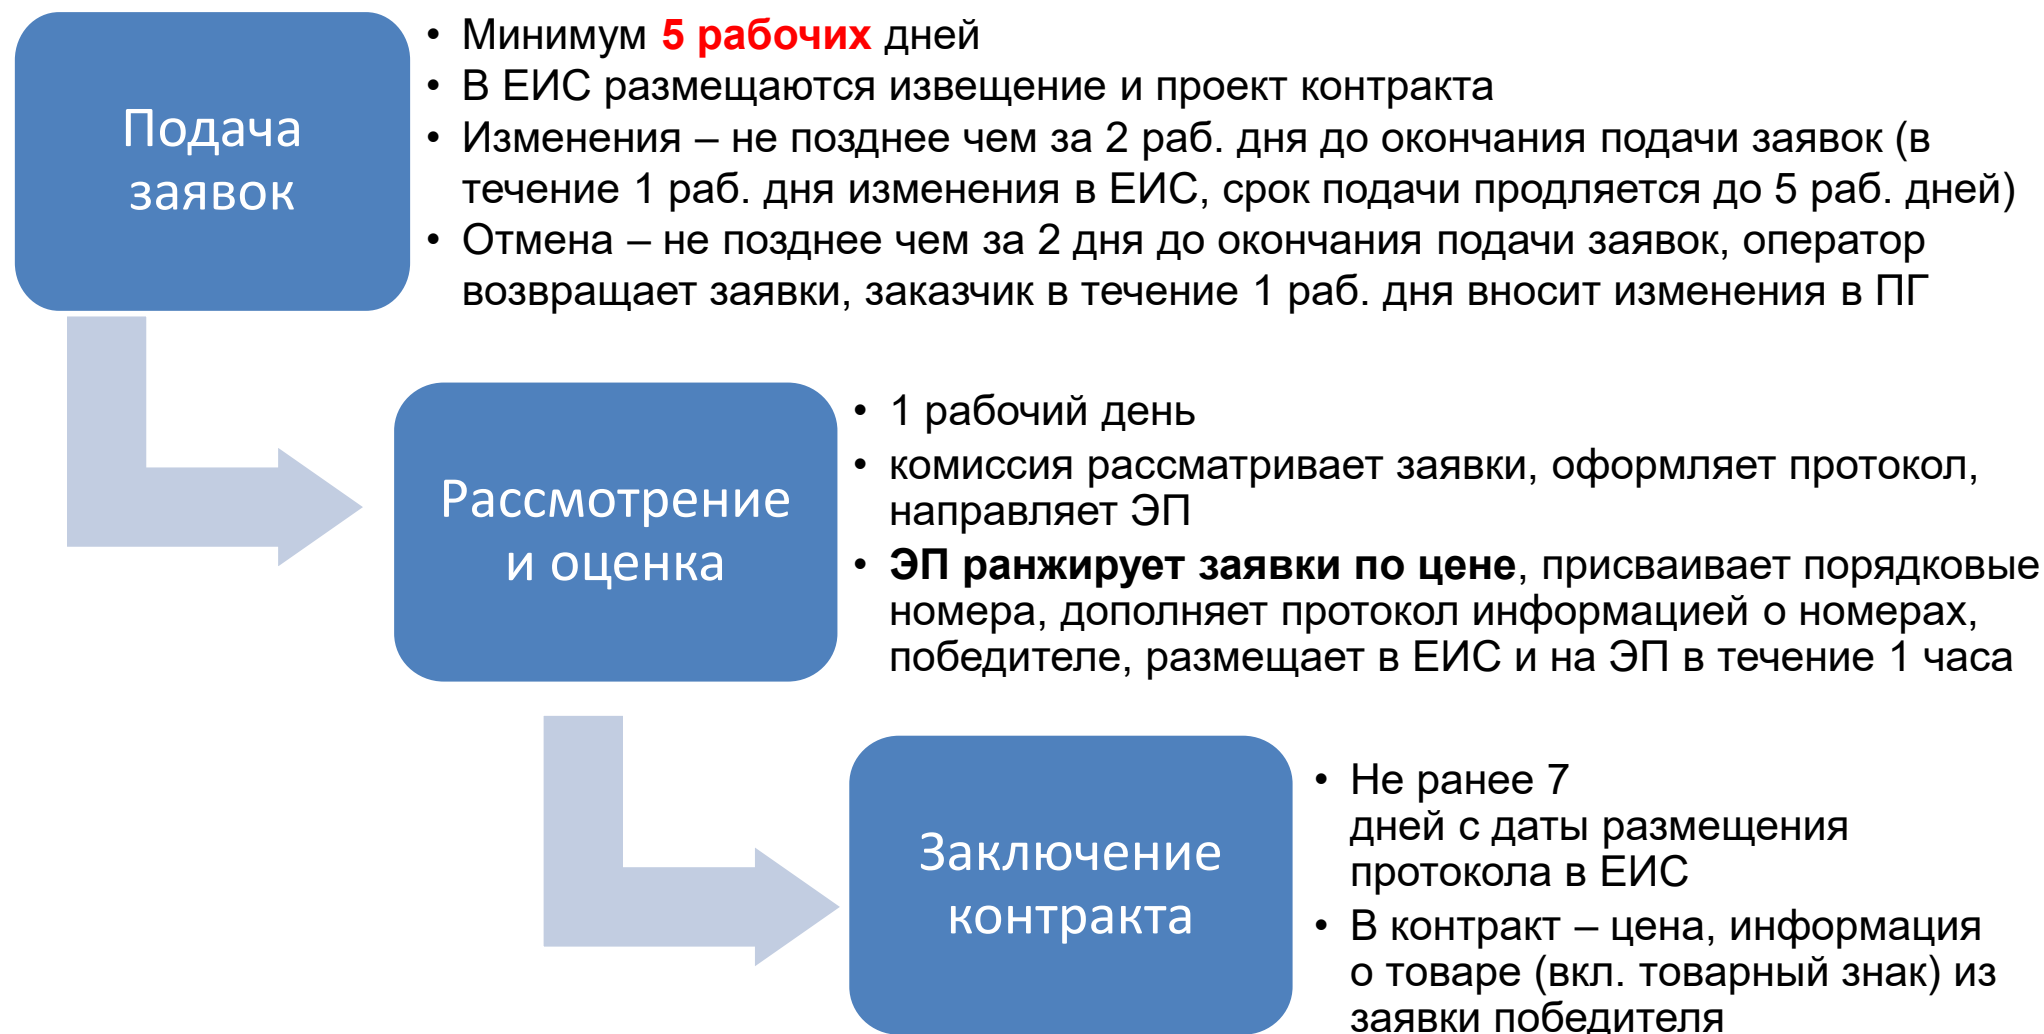 Подача
заявок
• Минимум 5 рабочих дней
• В ЕИС размещаются извещение и проект контракта
• Изменения – не позднее чем за 2 раб. дня до окончания подачи заявок (в
течение 1 раб. дня изменения в ЕИС, срок подачи продляется до 5 раб. дней)
• Отмена – не позднее чем за 2 дня до окончания подачи заявок, оператор
возвращает заявки, заказчик в течение 1 раб. дня вносит изменения в ПГ
Рассмотрение
и оценка
• 1 рабочий день
• комиссия рассматривает заявки, оформляет протокол,
направляет ЭП
• ЭП ранжирует заявки по цене, присваивает порядковые
номера, дополняет протокол информацией о номерах,
победителе, размещает в ЕИС и на ЭП в течение 1 часа
Заключение
контракта
• Не ранее 7
дней с даты размещения
протокола в ЕИС
• В контракт – цена, информация
о товаре (вкл. товарный знак) из
заявки победителя